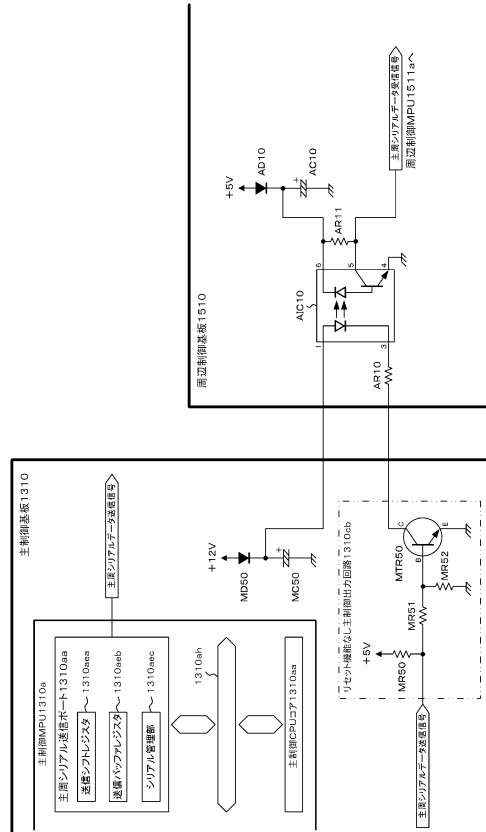 主制御基板1310
主制御MPU1310a
主周シリアル送信ポート1310aa
送信シフトレジスタ
1310aea
送信バッファレジスタ
1310aeb
シリアル管理部
1310aec
1310ah
主制御CPUコア1310aa
主周シリアルデータ送信信号
+12V
MD50
MC50
+
リセット機能なし主制御出力回路1310cb
+5V
MR50
MR51
MR52
MTR50
B
C
E
主周シリアルデータ送信信号
周辺制御基板1510
+5V
AD10
AC10
+
AR11
AIC10
1
3
4
5
6
AR10
主周シリアルデータ受信信号
周辺制御MPU1511aへ